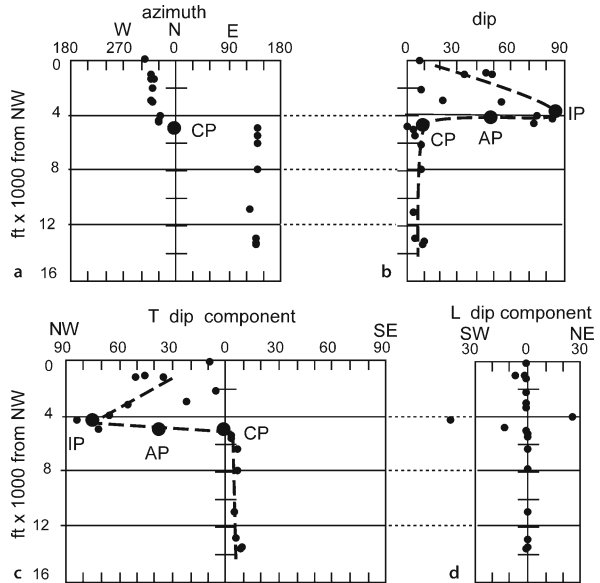 azimuth
W N E
180 270 0 90 180
0
4
8
12
16
ft x 1000 from NW
CP
a
dip
0 30 60 90
IP
AP
CP
b
T dip component
NW SE
90 60 30 0 30 60 90
0
4
8
12
16
ft x 1000 from NW
IP
AP
CP
c
L dip component
SW NE
30 0 30
d